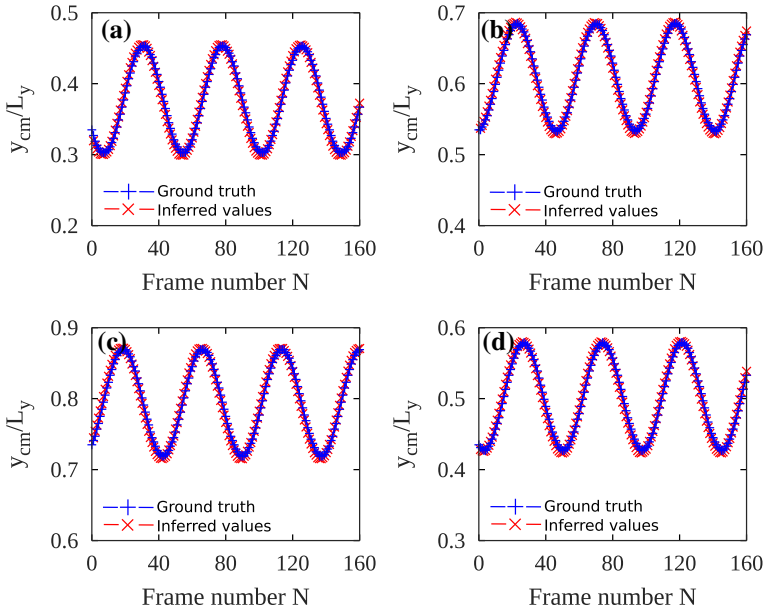 0.5
(a)
0.4
y_cm/L_y
0.3
Ground truth
Inferred values
0.2
0 40 80 120 160
Frame number N
0.7
(b)
0.6
y_cm/L_y
0.5
Ground truth
Inferred values
0.4
0 40 80 120 160
Frame number N
0.9
(c)
0.8
y_cm/L_y
0.7
Ground truth
Inferred values
0.6
0 40 80 120 160
Frame number N
0.6
(d)
0.5
y_cm/L_y
0.4
Ground truth
Inferred values
0.3
0 40 80 120 160
Frame number N